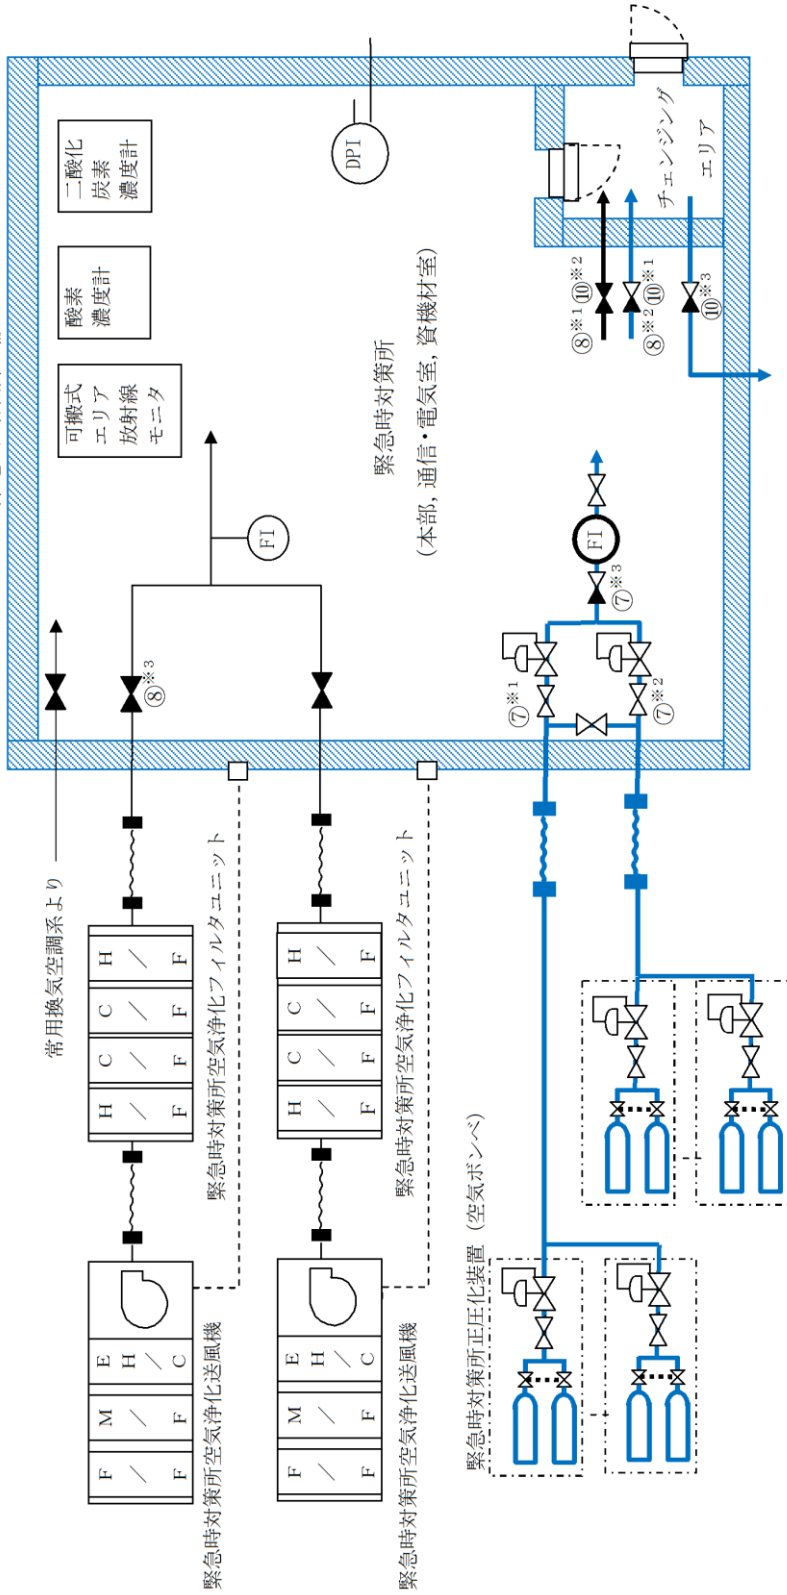 二酸化
炭素
濃度計
酸素
濃度計
可搬式
エリア
放射線
モニタ
DPI
チェンジング
エリア
緊急時対策所
(本部，通信・電気室，資機材室)
⑧※1⑩※2
⑧※2⑩※1
⑩※3
FI
⑧※3
FI
⑦※3
⑦※1
⑦※2
常用換気空調系より
H/F
C/F
C/F
H/F
緊急時対策所空気浄化フィルタユニット
H/F
C/F
C/F
H/F
緊急時対策所空気浄化フィルタユニット
F/F
M/F
EH/C
緊急時対策所空気浄化送風機
F/F
M/F
EH/C
緊急時対策所空気浄化送風機
緊急時対策所正圧化装置（空気ボンベ）